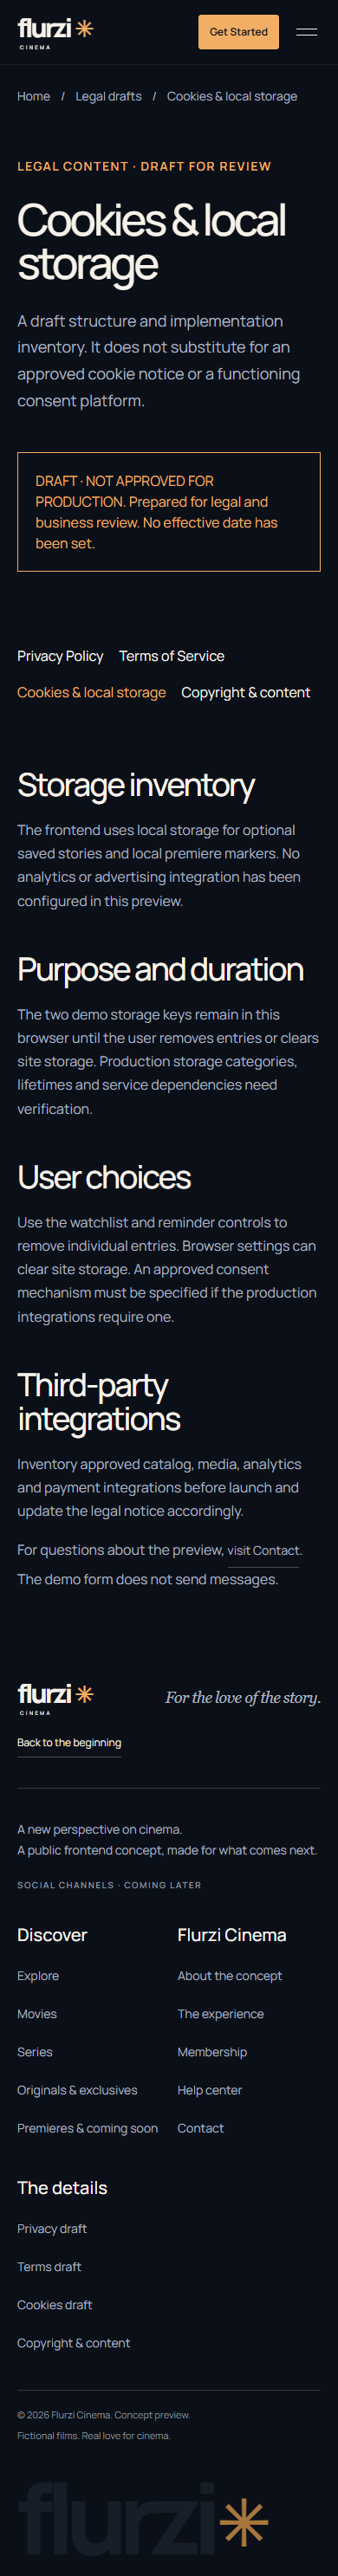 flurzi
CINEMA
Get Started
Home / Legal drafts / Cookies & local storage
LEGAL CONTENT · DRAFT FOR REVIEW
Cookies & local
storage
A draft structure and implementation
inventory. It does not substitute for an
approved cookie notice or a functioning
consent platform.
DRAFT · NOT APPROVED FOR
PRODUCTION. Prepared for legal and
business review. No effective date has
been set.
Privacy Policy Terms of Service
Cookies & local storage Copyright & content
Storage inventory
The frontend uses local storage for optional
saved stories and local premiere markers. No
analytics or advertising integration has been
configured in this preview.
Purpose and duration
The two demo storage keys remain in this
browser until the user removes entries or clears
site storage. Production storage categories,
lifetimes and service dependencies need
verification.
User choices
Use the watchlist and reminder controls to
remove individual entries. Browser settings can
clear site storage. An approved consent
mechanism must be specified if the production
integrations require one.
Third-party
integrations
Inventory approved catalog, media, analytics
and payment integrations before launch and
update the legal notice accordingly.
For questions about the preview, visit Contact.
The demo form does not send messages.
flurzi
CINEMA
For the love of the story.
Back to the beginning
A new perspective on cinema.
A public frontend concept, made for what comes next.
SOCIAL CHANNELS · COMING LATER
Discover
Explore
Movies
Series
Originals & exclusives
Premieres & coming soon
Flurzi Cinema
About the concept
The experience
Membership
Help center
Contact
The details
Privacy draft
Terms draft
Cookies draft
Copyright & content
© 2026 Flurzi Cinema. Concept preview.
Fictional films. Real love for cinema.
flurzi